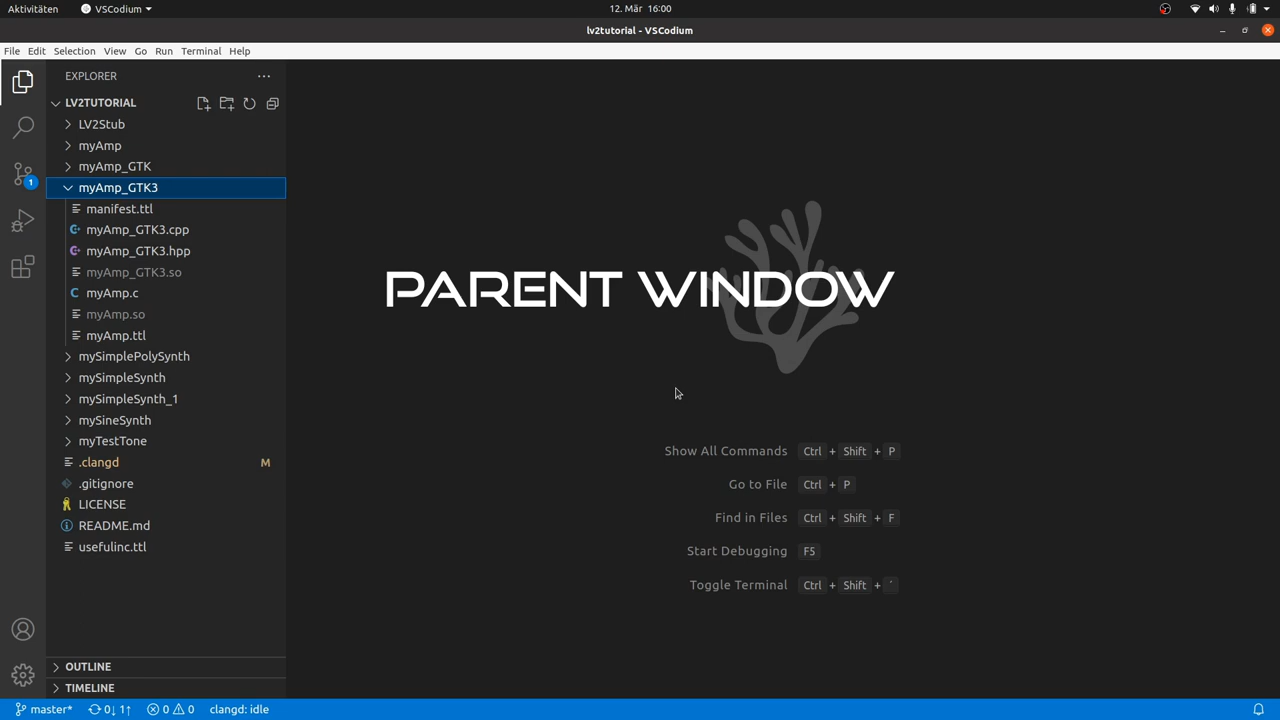 Aktivitäten
VSCodium
12. Mär 16:00
lv2tutorial - VSCodium
File Edit Selection View Go Run Terminal Help
EXPLORER
LV2TUTORIAL
LV2Stub
myAmp
myAmp_GTK
1
myAmp_GTK3
manifest.ttl
myAmp_GTK3.cpp
myAmp_GTK3.hpp
myAmp_GTK3.so
C myAmp.c
myAmp.so
myAmp.ttl
mySimplePolySynth
mySimpleSynth
mySimpleSynth_1
mySineSynth
myTestTone
.clangd M
.gitignore
LICENSE
README.md
usefulinc.ttl
OUTLINE
TIMELINE
PARENT WINDOW
Show All Commands Ctrl + Shift + P
Go to File Ctrl + P
Find in Files Ctrl + Shift + F
Start Debugging F5
Toggle Terminal Ctrl + Shift + `
master* 0↓ 1↑ 0 0 clangd: idle